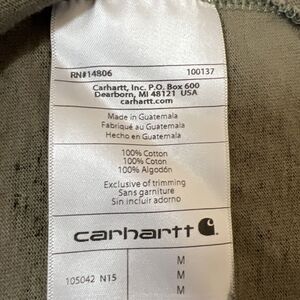 RN#14806 100137
Carhartt, Inc. P.O. Box 600
Dearborn, MI 48121 USA
carhartt.com
Made in Guatemala
Fabriqué au Guatemala
Hecho en Guatemala
100% Cotton
100% Coton
100% Algodón
Exclusive of trimming
Sans garniture
Sin incluir adorno
carhartt
M
105042 N15 M
M